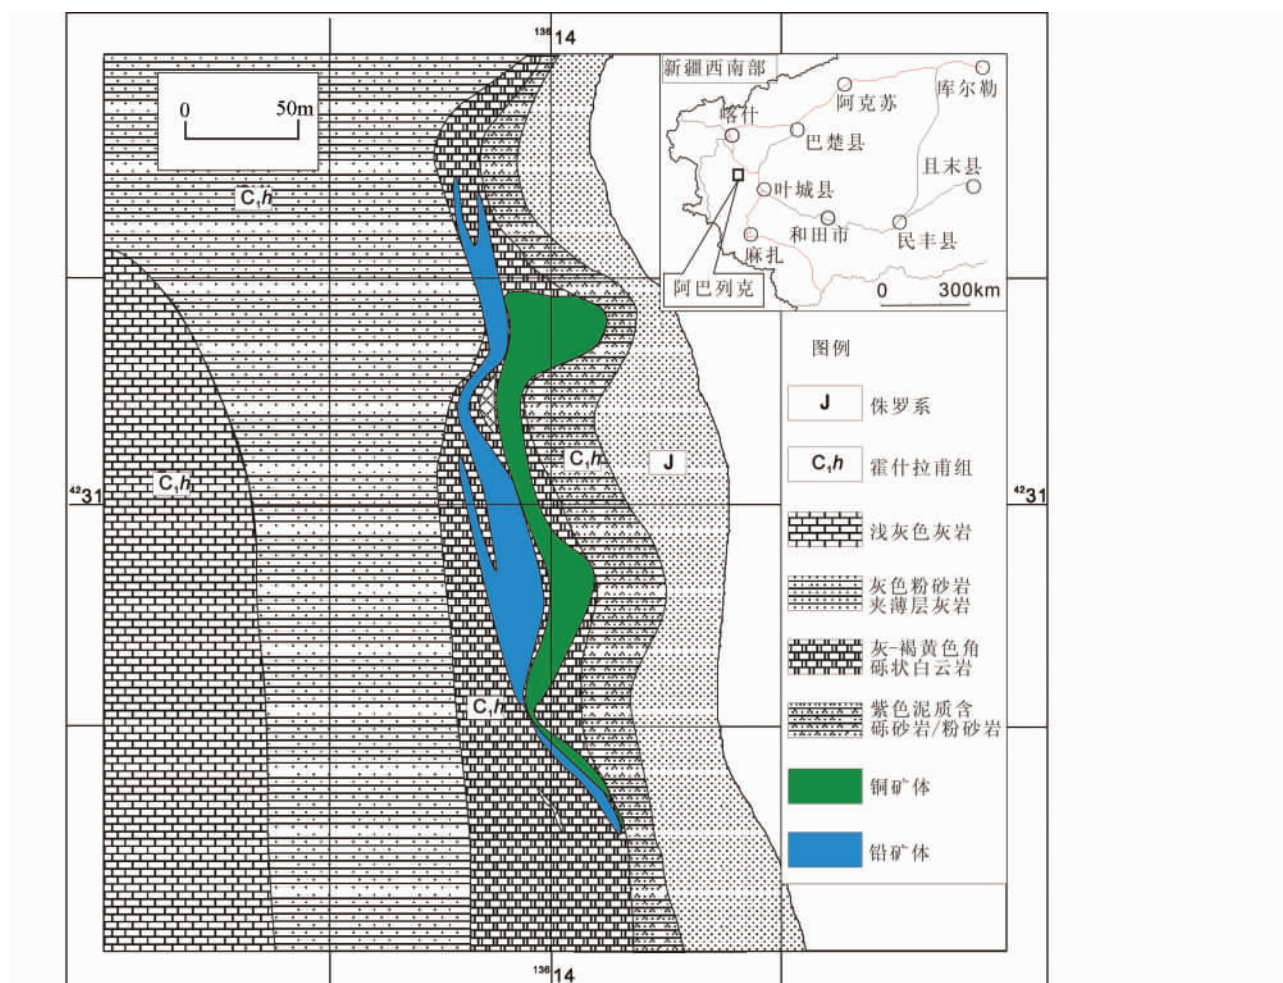 13614
0 50m
新疆西南部
库尔勒
阿克苏
喀什
巴楚县
且末县
叶城县
和田市
民丰县
麻扎
阿巴列克
0 300km
C₁h
C₁h
C₁h
J
C₁h
4231
4231
图例
J 侏罗系
C₁h 霍什拉甫组
浅灰色灰岩
灰色粉砂岩
夹薄层灰岩
灰-褐黄色角
砾状白云岩
紫色泥质含
砾砂岩/粉砂岩
铜矿体
铅矿体
13614